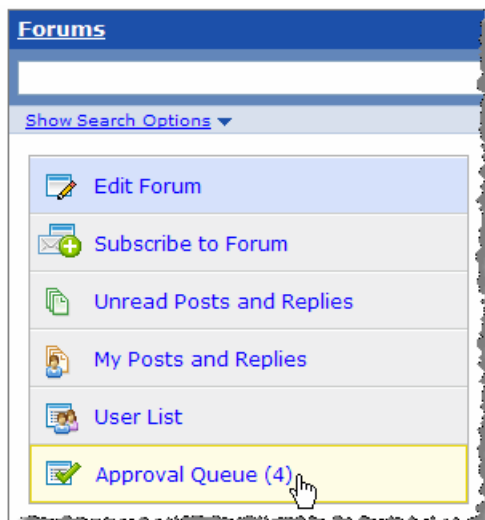 Forums
Show Search Options
Edit Forum
Subscribe to Forum
Unread Posts and Replies
My Posts and Replies
User List
Approval Queue (4)